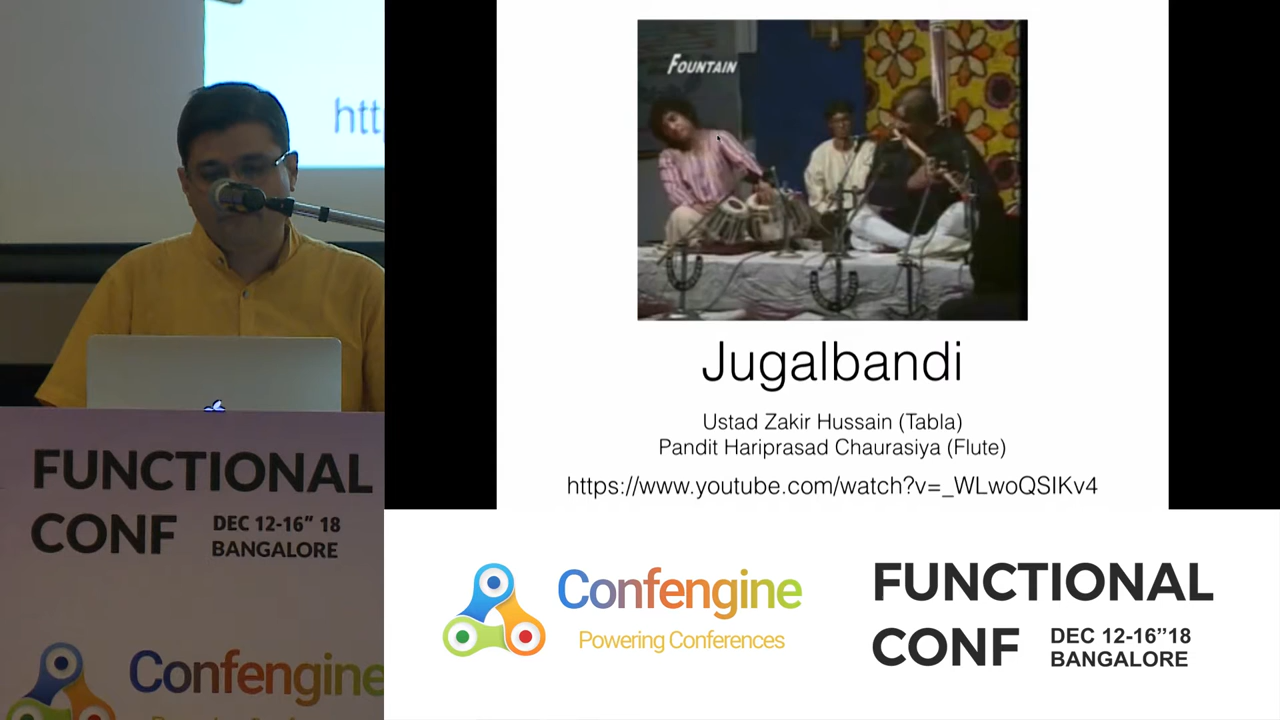 htt
FOUNTAIN
Jugalbandi
Ustad Zakir Hussain (Tabla)
Pandit Hariprasad Chaurasiya (Flute)
https://www.youtube.com/watch?v=_WLwoQSIKv4
FUNCTIONAL
CONF
DEC 12-16" 18
BANGALORE
Confengine
Confengine
Powering Conferences
FUNCTIONAL
CONF
DEC 12-16"18
BANGALORE